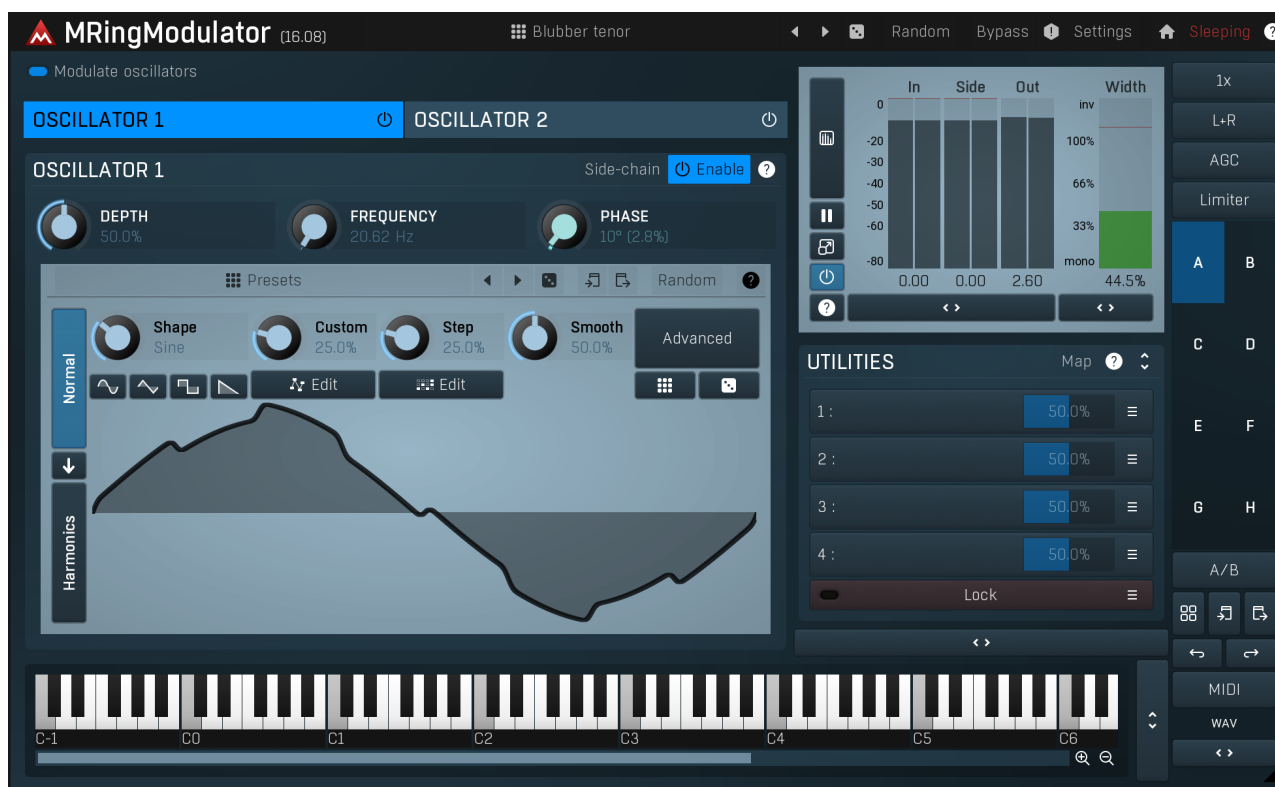 MRingModulator (16.08) Blubber tenor Random Bypass Settings Sleeping ?
Modulate oscillators
OSCILLATOR 1 OSCILLATOR 2
OSCILLATOR 1 Side-chain Enable ?
DEPTH
50.0%
FREQUENCY
20.62 Hz
PHASE
10° (2.8%)
Presets Random ?
Normal
Harmonics
Shape
Sine
Custom
25.0%
Step
25.0%
Smooth
50.0%
Advanced
Edit Edit
In Side Out Width
0
-20
-30
-40
-50
-60
-80
inv
100%
66%
33%
mono
0.00 0.00 2.60 44.5%
?
UTILITIES Map ?
1 : 50.0%
2 : 50.0%
3 : 50.0%
4 : 50.0%
Lock
1x
L+R
AGC
Limiter
A B
C D
E F
G H
A/B
MIDI
WAV
C-1 C0 C1 C2 C3 C4 C5 C6